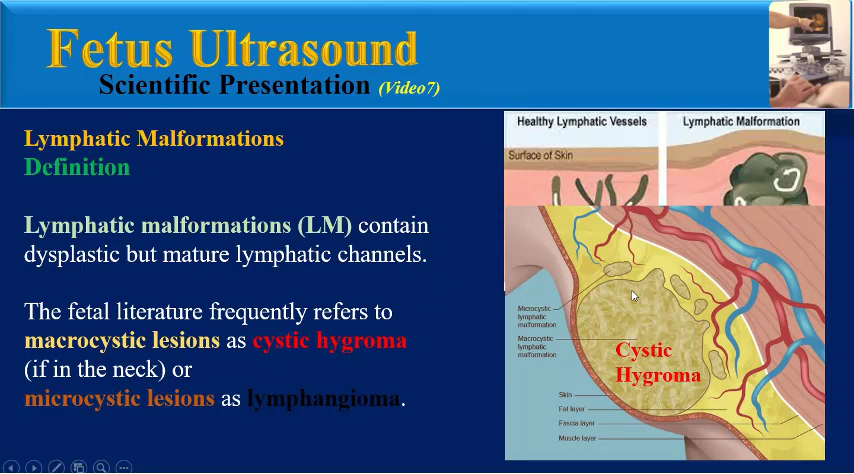 Fetus Ultrasound
Scientific Presentation (Video7)
Lymphatic Malformations
Definition
Lymphatic malformations (LM) contain
dysplastic but mature lymphatic channels.
The fetal literature frequently refers to
macrocystic lesions as cystic hygroma
(if in the neck) or
microcystic lesions as lymphangioma.
Healthy Lymphatic Vessels
Lymphatic Malformation
Surface of Skin
Microcystic
lymphatic
malformation
Macrocystic
lymphatic
malformation
Cystic
Hygroma
Skin
Fat layer
Fascia layer
Muscle layer